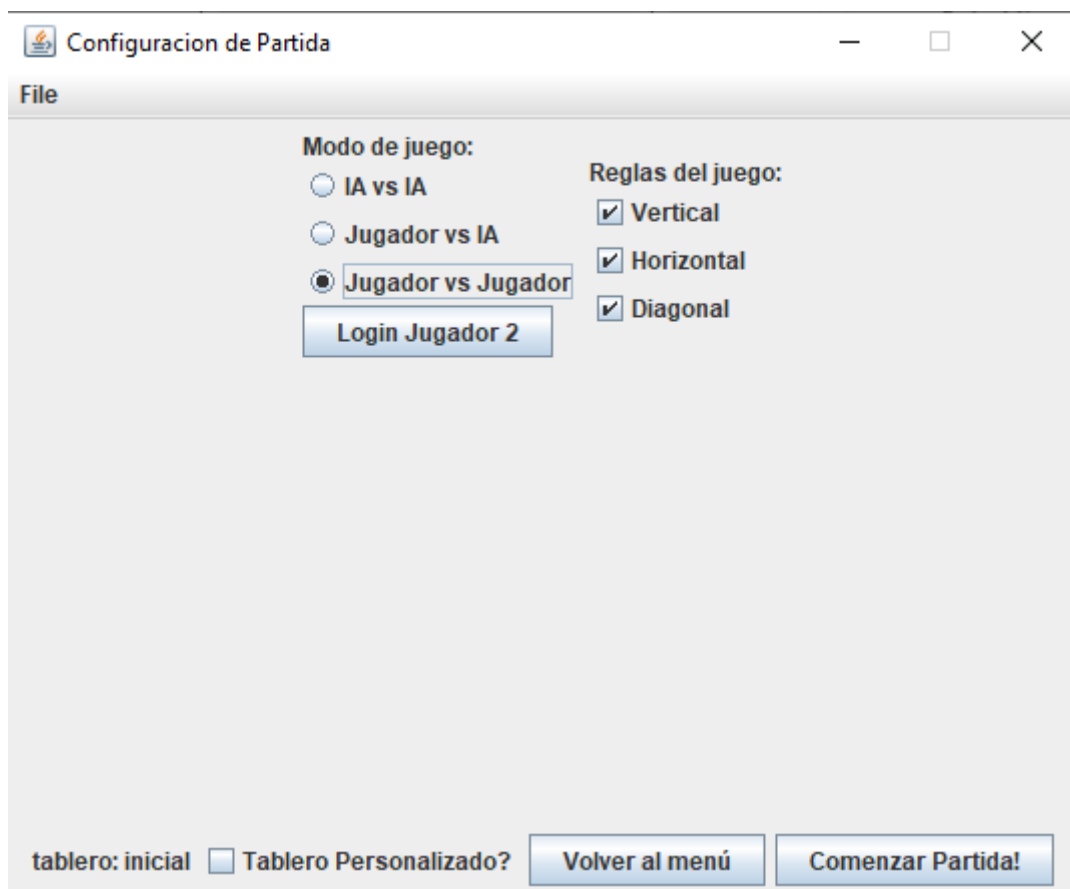 Configuracion de Partida
File
Modo de juego:
IA vs IA
Jugador vs IA
Jugador vs Jugador
Login Jugador 2
Reglas del juego:
Vertical
Horizontal
Diagonal
tablero: inicial Tablero Personalizado? Volver al menú Comenzar Partida!